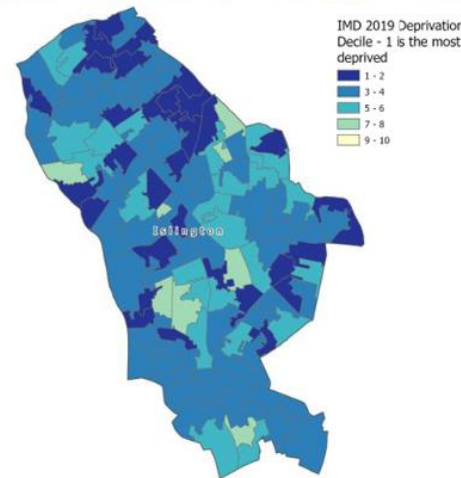 IMD 2019 Deprivation
Decile - 1 is the most
deprived
1 - 2
3 - 4
5 - 6
7 - 8
9 - 10
Islington